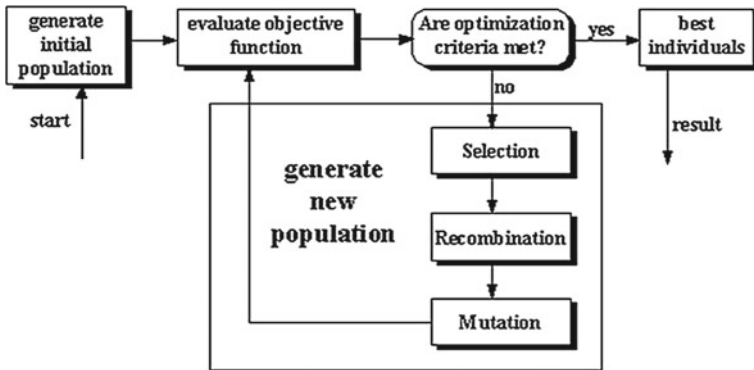 generate
initial
population
evaluate objective
function
Are optimization
criteria met?
yes
best
individuals
start
no
result
generate
new
population
Selection
Recombination
Mutation